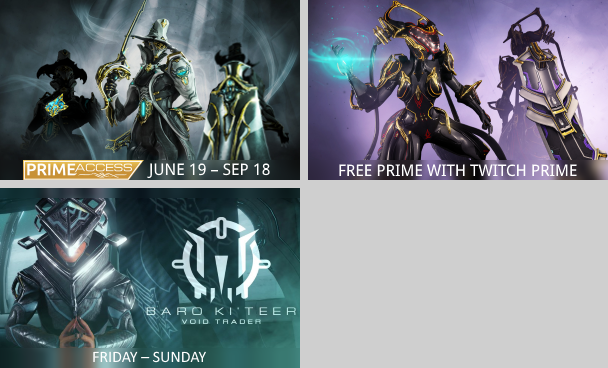 PRIMEACCESS JUNE 19 – SEP 18
FREE PRIME WITH TWITCH PRIME
BARO KI'TEER
VOID TRADER
FRIDAY – SUNDAY